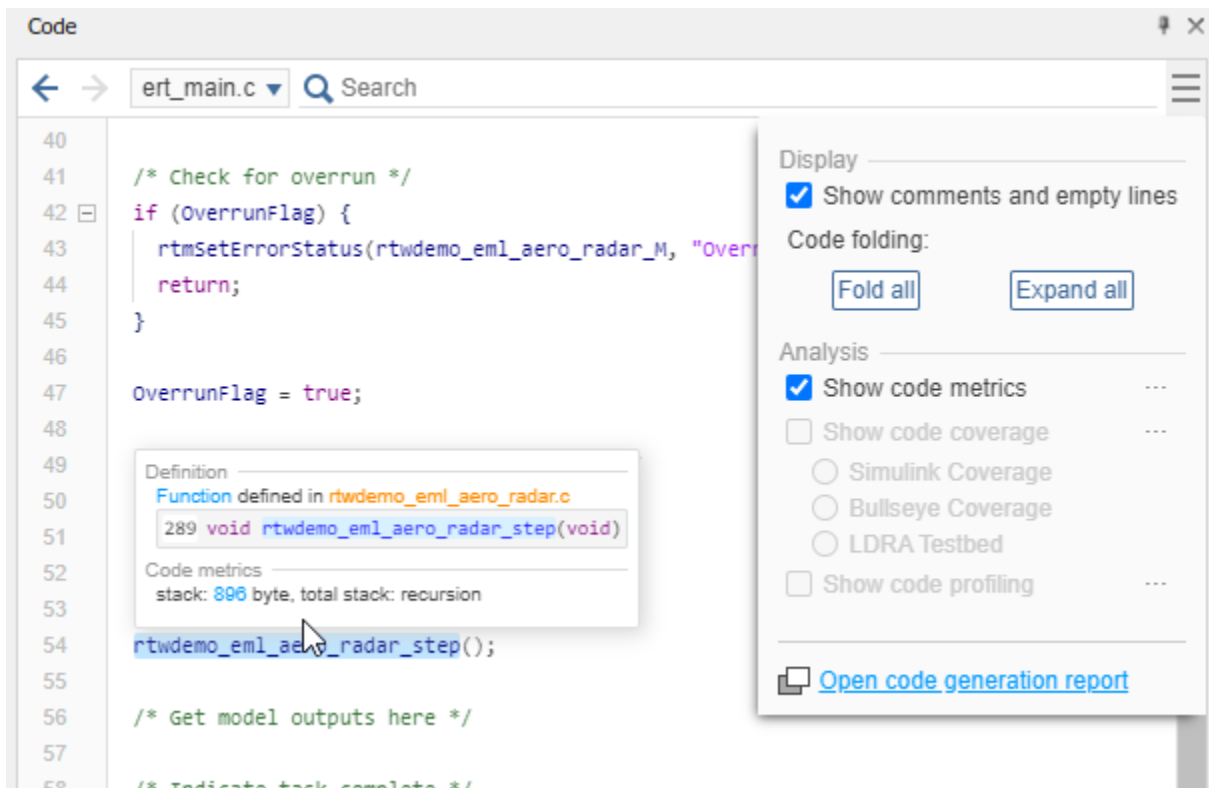 Code
ert_main.c Search
40
41 /* Check for overrun */
42 if (OverrunFlag) {
43 rtmSetErrorStatus(rtwdemo_eml_aero_radar_M, "Overr
44 return;
45 }
46
47 OverrunFlag = true;
48
49
50
51
52
53
54 rtwdemo_eml_aero_radar_step();
55
56 /* Get model outputs here */
57
58 /* Indicate task complete */
Definition
Function defined in rtwdemo_eml_aero_radar.c
289 void rtwdemo_eml_aero_radar_step(void)
Code metrics
stack: 896 byte, total stack: recursion
Display
Show comments and empty lines
Code folding:
Fold all Expand all
Analysis
Show code metrics ---
Show code coverage ---
Simulink Coverage
Bullseye Coverage
LDRA Testbed
Show code profiling ---
Open code generation report